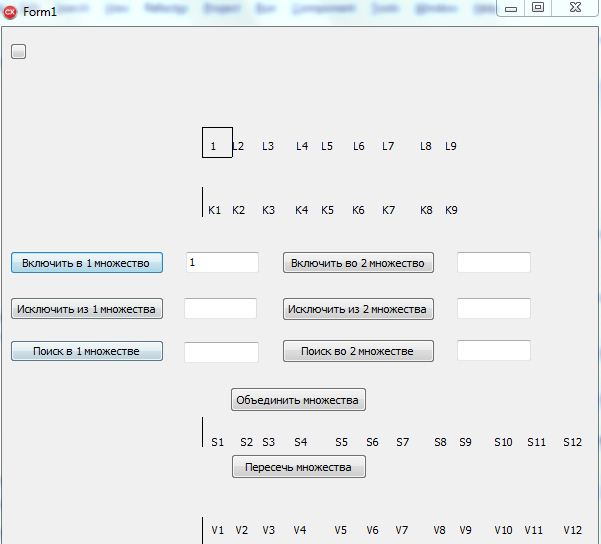 Form1
1 L2 L3 L4 L5 L6 L7 L8 L9
K1 K2 K3 K4 K5 K6 K7 K8 K9
Включить в 1 множество 1 Включить во 2 множество
Исключить из 1 множества Исключить из 2 множества
Поиск в 1 множестве Поиск во 2 множестве
Объединить множества
S1 S2 S3 S4 S5 S6 S7 S8 S9 S10 S11 S12
Пересечь множества
V1 V2 V3 V4 V5 V6 V7 V8 V9 V10 V11 V12